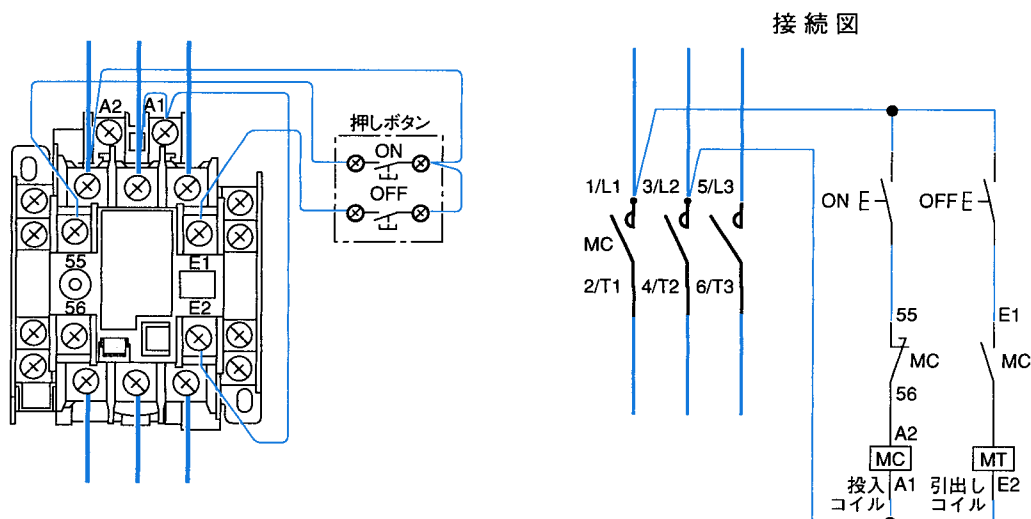 接続図
A2 A1
押しボタン
ON
OFF
55
E1
56
E2
1/L1 3/L2 5/L3
MC
2/T1 4/T2 6/T3
ON
OFF
55
E1
MC
MC
56
A2
MC
MT
投入
コイル
A1
引出し
コイル
E2